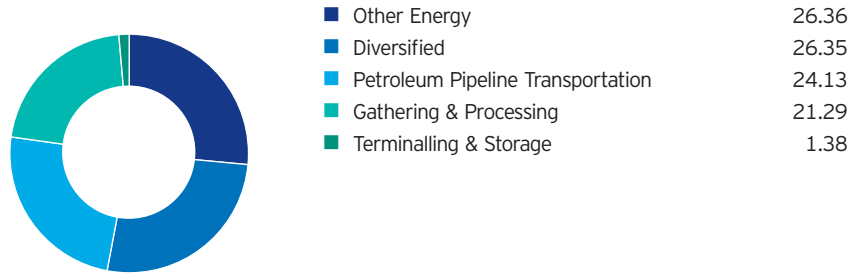 Other Energy 26.36
Diversified 26.35
Petroleum Pipeline Transportation 24.13
Gathering & Processing 21.29
Terminalling & Storage 1.38